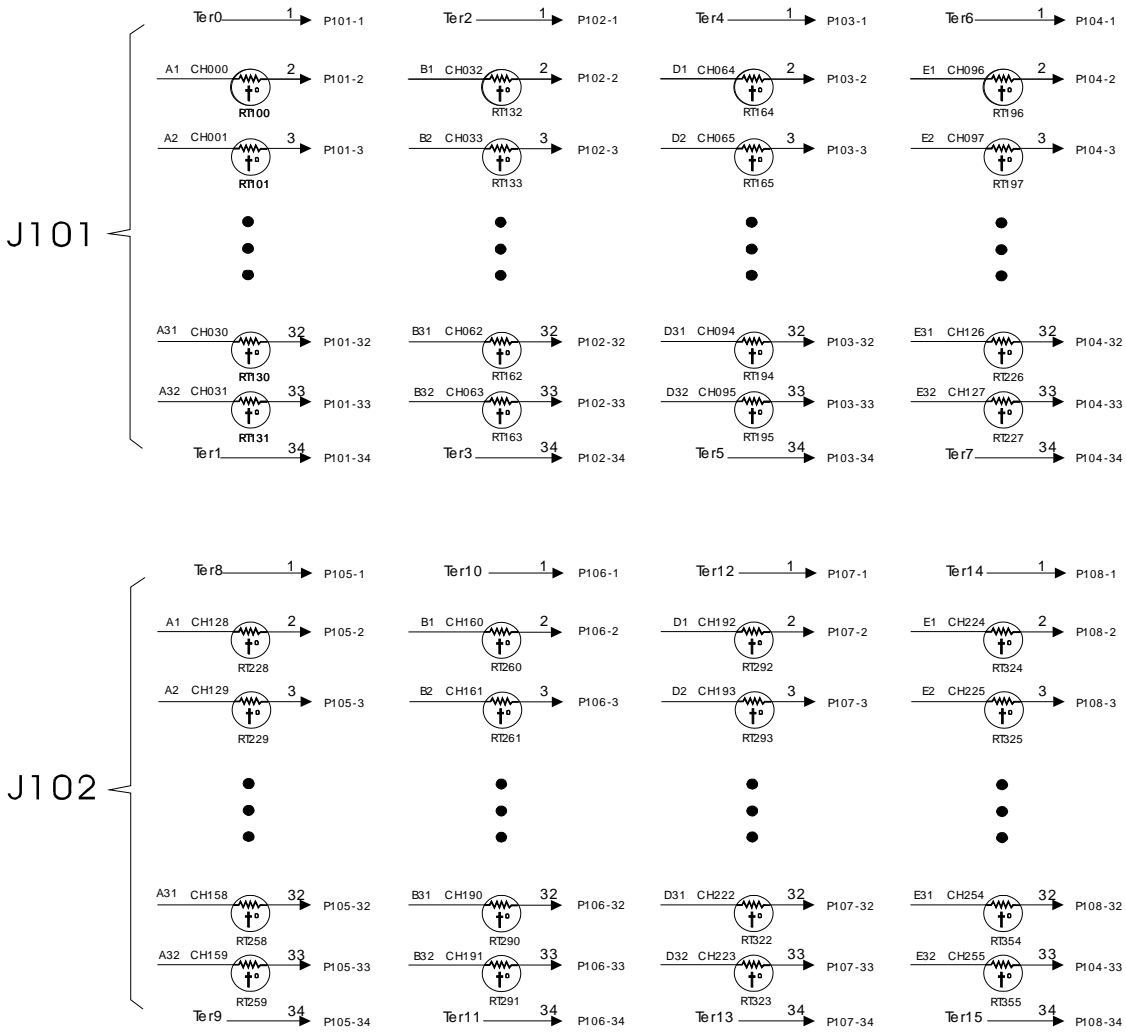 Ter0 1 P101-1 Ter2 1 P102-1 Ter4 1 P103-1 Ter6 1 P104-1
A1 CH000 2 P101-2 B1 CH032 2 P102-2 D1 CH064 2 P103-2 E1 CH096 2 P104-2
RT100 RT132 RT164 RT196
A2 CH001 3 P101-3 B2 CH033 3 P102-3 D2 CH065 3 P103-3 E2 CH097 3 P104-3
RT101 RT133 RT165 RT197
J101
A31 CH030 32 P101-32 B31 CH062 32 P102-32 D31 CH094 32 P103-32 E31 CH126 32 P104-32
RT130 RT162 RT194 RT226
A32 CH031 33 P101-33 B32 CH063 33 P102-33 D32 CH095 33 P103-33 E32 CH127 33 P104-33
RT131 RT163 RT195 RT227
Ter1 34 P101-34 Ter3 34 P102-34 Ter5 34 P103-34 Ter7 34 P104-34
Ter8 1 P105-1 Ter10 1 P106-1 Ter12 1 P107-1 Ter14 1 P108-1
A1 CH128 2 P105-2 B1 CH160 2 P106-2 D1 CH192 2 P107-2 E1 CH224 2 P108-2
RT228 RT260 RT292 RT324
A2 CH129 3 P105-3 B2 CH161 3 P106-3 D2 CH193 3 P107-3 E2 CH225 3 P108-3
RT229 RT261 RT293 RT325
J102
A31 CH158 32 P105-32 B31 CH190 32 P106-32 D31 CH222 32 P107-32 E31 CH254 32 P108-32
RT258 RT290 RT322 RT354
A32 CH159 33 P105-33 B32 CH191 33 P106-33 D32 CH223 33 P107-33 E32 CH255 33 P104-33
RT259 RT291 RT323 RT355
Ter9 34 P105-34 Ter11 34 P106-34 Ter13 34 P107-34 Ter15 34 P108-34